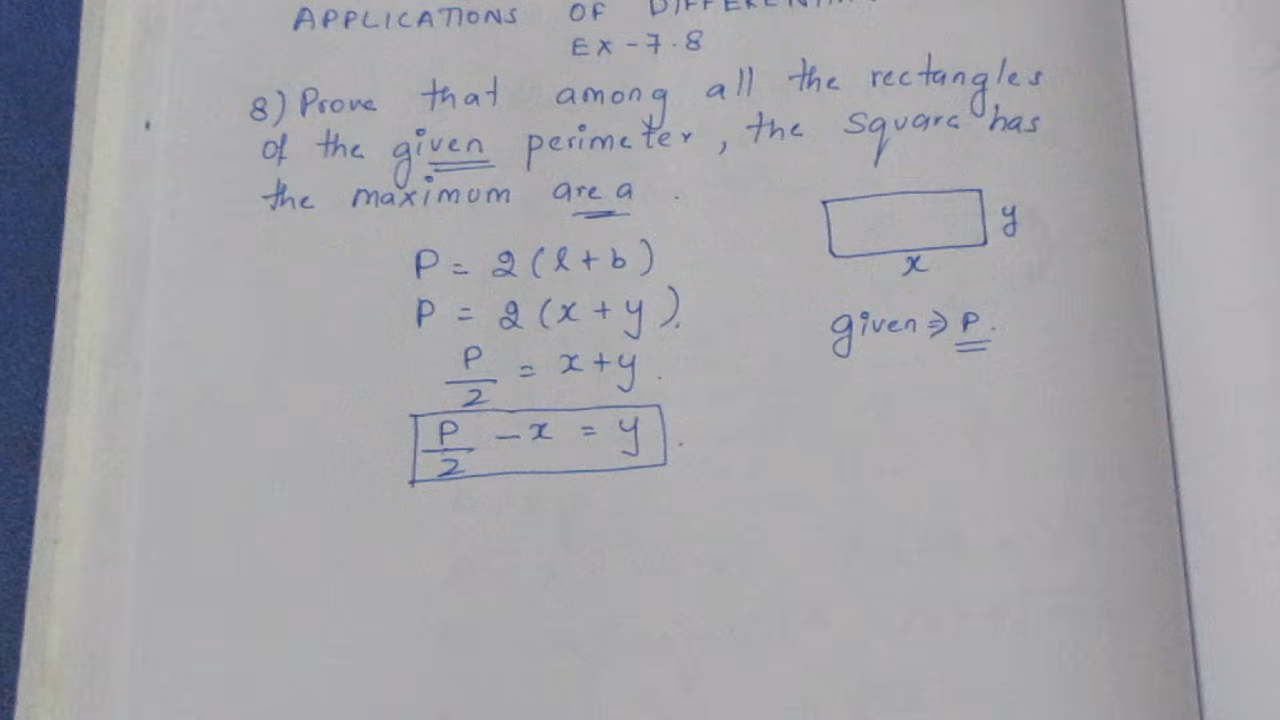 APPLICATIONS OF
EX-7.8
8) Prove that among all the rectangles
of the given perimeter, the square has
the maximum area.
y
x
P = 2(l+b)
P = 2(x+y).
given ⇒ P.
P/2 = x+y.
P/2 - x = y.